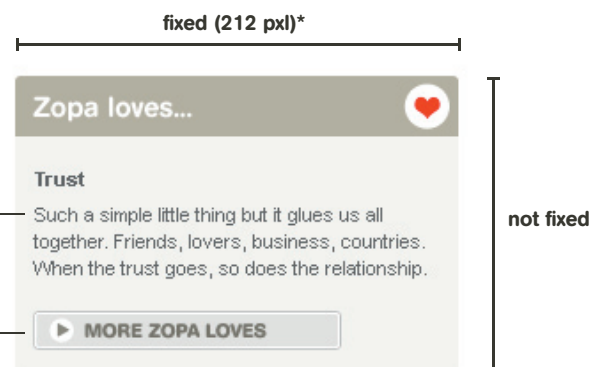 fixed (212 pxl)*
Zopa loves...
Trust
Such a simple little thing but it glues us all
together. Friends, lovers, business, countries.
When the trust goes, so does the relationship.
not fixed
MORE ZOPA LOVES